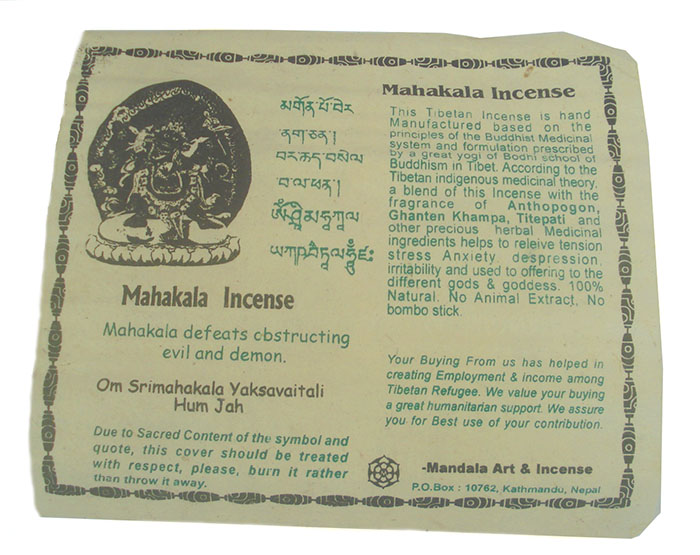 མགོན་པོ་བེར
ནག་ཅན། །
བར་ཆད་བསེལ
བ་ལ་ཕན། །
Mahakala Incense
Mahakala defeats obstructing
evil and demon.
Om Srimahakala Yaksavaitali
Hum Jah
Due to Sacred Content of the symbol and
quote, this cover should be treated
with respect, please, burn it rather
than throw it away.
Mahakala Incense
This Tibetan Incense is hand
Manufactured based on the
principles of the Buddhist Medicinal
system and formulation prescribed
by a great yogi of Bodhi school of
Buddhism in Tibet. According to the
Tibetan indigenous medicinal theory,
a blend of this Incense with the
fragrance of Anthopogon,
Ghanten Khampa, Titepati and
other precious herbal Medicinal
ingredients helps to releive tension
stress Anxiety, despression,
irritability and used to offering to the
different gods & goddess. 100%
Natural. No Animal Extract, No
bombo stick.
Your Buying From us has helped in
creating Employment & income among
Tibetan Refugee. We value your buying
a great humanitarian support. We assure
you for Best use of your contribution.
-Mandala Art & Incense
P.O.Box : 10762, Kathmandu, Nepal